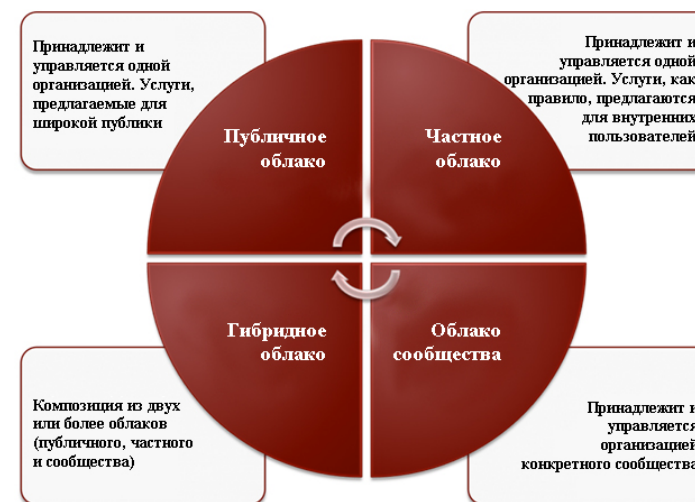 Принадлежит и
управляется одной
организацией. Услуги,
предлагаемые для
широкой публики
Принадлежит и
управляется одной
организацией. Услуги, как
правило, предлагаются
для внутренних
пользователей
Публичное
облако
Частное
облако
Гибридное
облако
Облако
сообщества
Композиция из двух
или более облаков
(публичного, частного
и сообщества)
Принадлежит и
управляется
организацией
конкретного сообщества